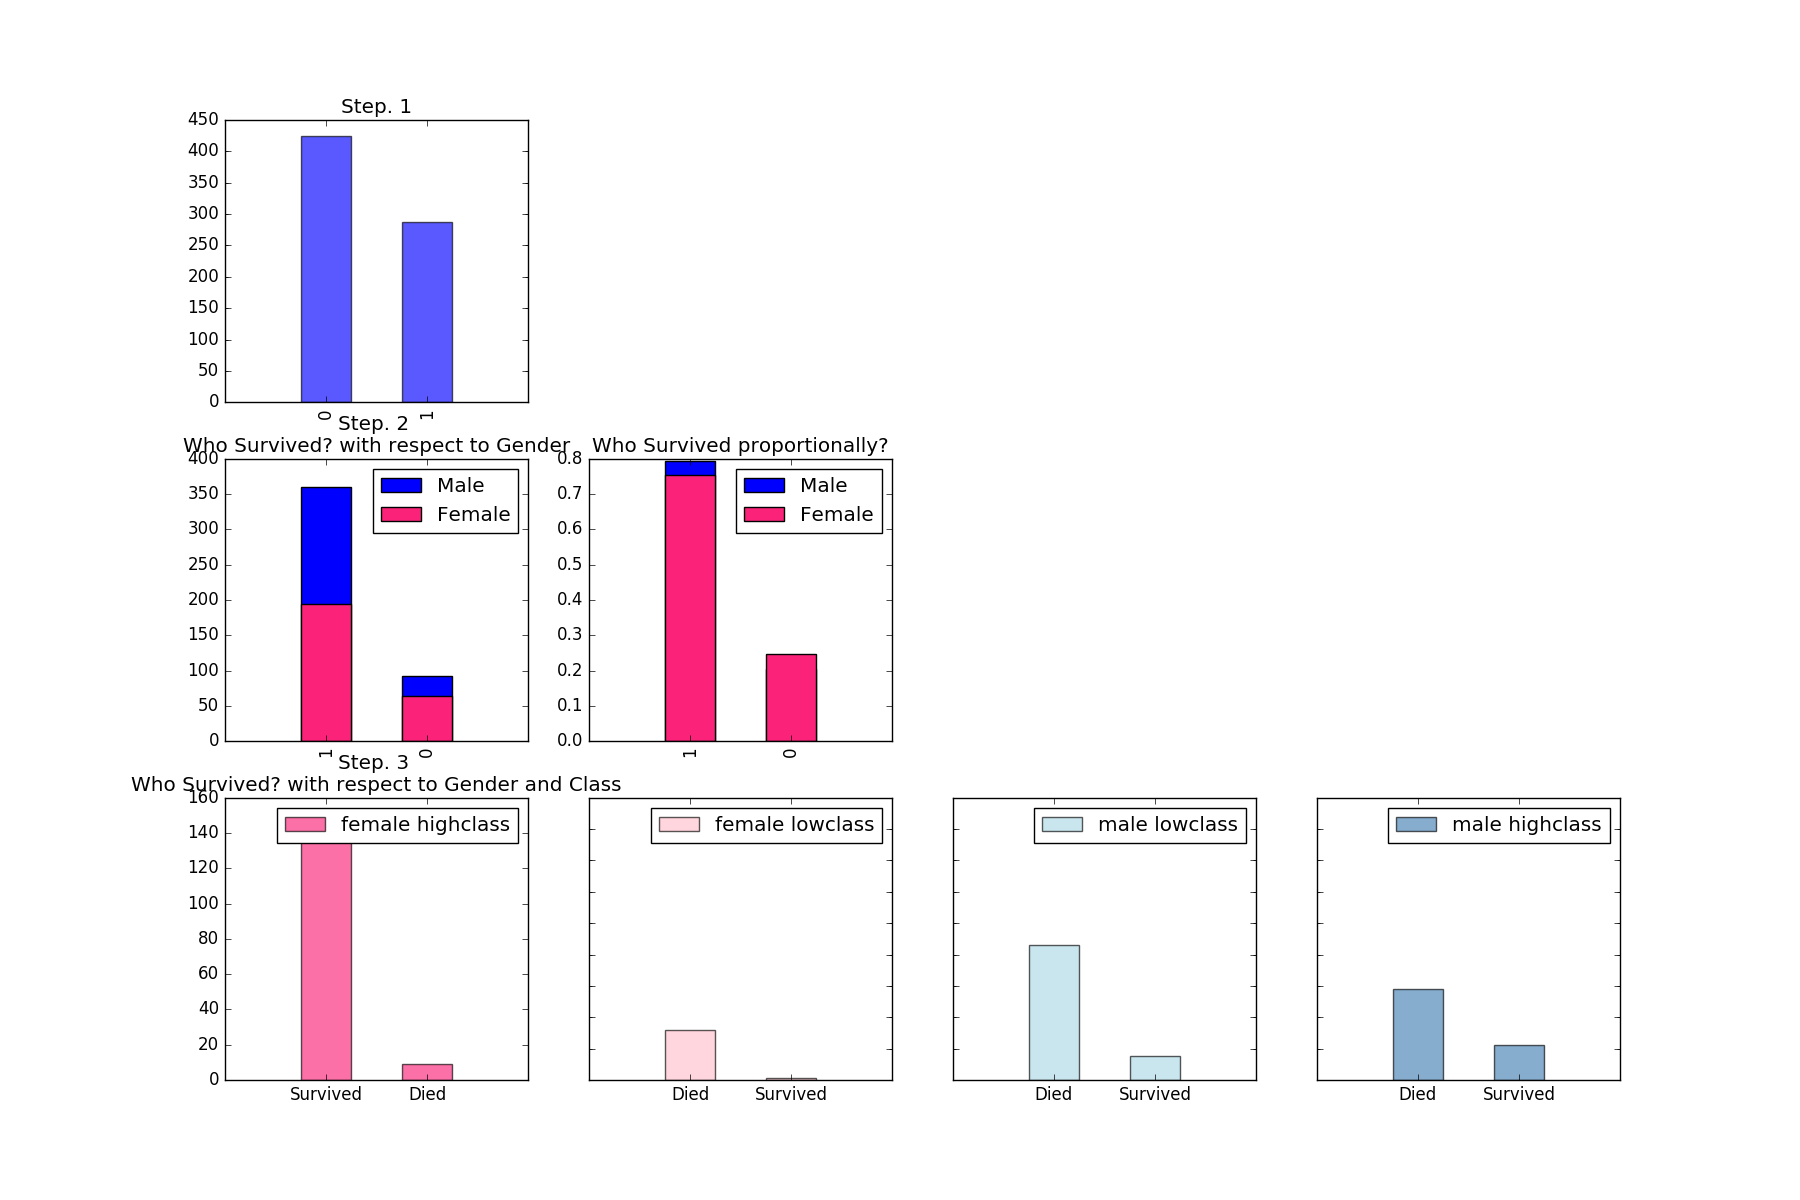 Step. 1
450
400
350
300
250
200
150
100
50
0
0 1
Step. 2
Who Survived? with respect to Gender
400
350
300
250
200
150
100
50
0
Male
Female
1 0
Who Survived proportionally?
0.8
0.7
0.6
0.5
0.4
0.3
0.2
0.1
0.0
Male
Female
1 0
Step. 3
Who Survived? with respect to Gender and Class
160
140
120
100
80
60
40
20
0
female highclass
Survived Died
female lowclass
Died Survived
male lowclass
Died Survived
male highclass
Died Survived